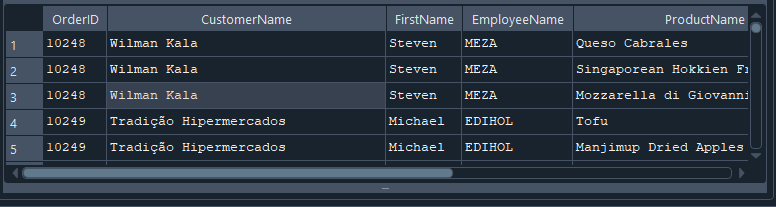 OrderID CustomerName FirstName EmployeeName ProductName
1 10248 Wilman Kala Steven MEZA Queso Cabrales
2 10248 Wilman Kala Steven MEZA Singaporean Hokkien Fr
3 10248 Wilman Kala Steven MEZA Mozzarella di Giovanni
4 10249 Tradição Hipermercados Michael EDIHOL Tofu
5 10249 Tradição Hipermercados Michael EDIHOL Manjimup Dried Apples